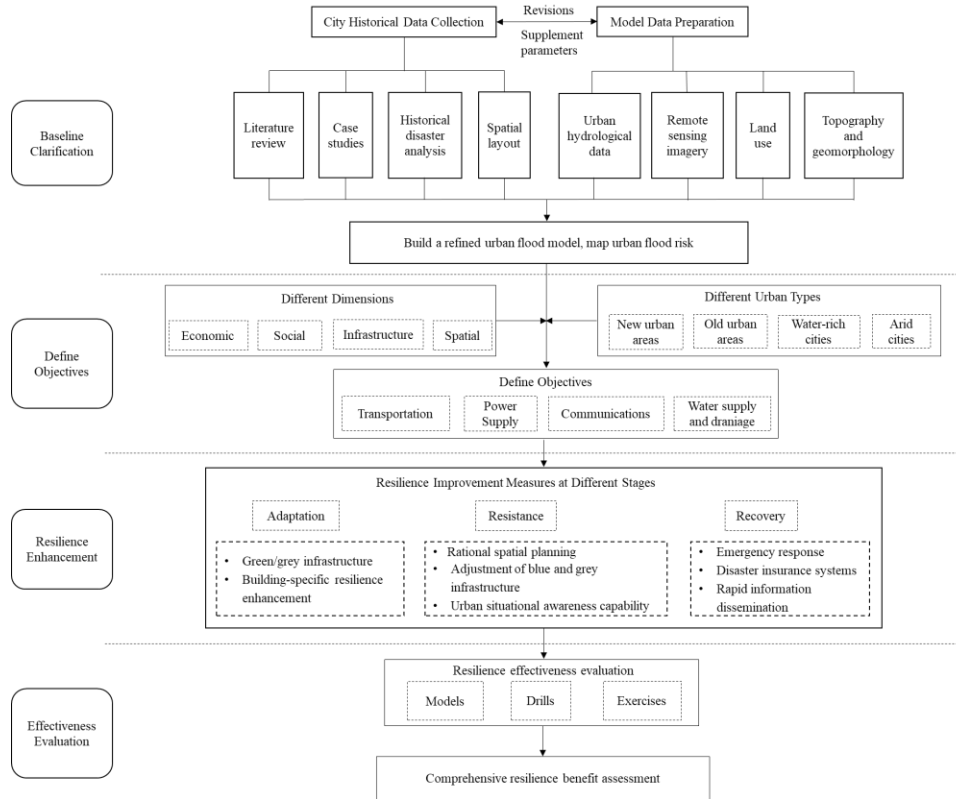 City Historical Data Collection
Revisions
Supplement
parameters
Model Data Preparation
Baseline
Clarification
Literature
review
Case
studies
Historical
disaster
analysis
Spatial
layout
Urban
hydrological
data
Remote
sensing
imagery
Land
use
Topography
and
geomorphology
Build a refined urban flood model, map urban flood risk
Define
Objectives
Different Dimensions
Economic
Social
Infrastructure
Spatial
Different Urban Types
New urban
areas
Old urban
areas
Water-rich
cities
Arid
cities
Define Objectives
Transportation
Power
Supply
Communications
Water supply
and draniage
Resilience
Enhancement
Resilience Improvement Measures at Different Stages
Adaptation
• Green/grey infrastructure
• Building-specific resilience
enhancement
Resistance
• Rational spatial planning
• Adjustment of blue and grey
infrastructure
• Urban situational awareness capability
Recovery
• Emergency response
• Disaster insurance systems
• Rapid information
dissemination
Effectiveness
Evaluation
Resilience effectiveness evaluation
Models
Drills
Exercises
Comprehensive resilience benefit assessment